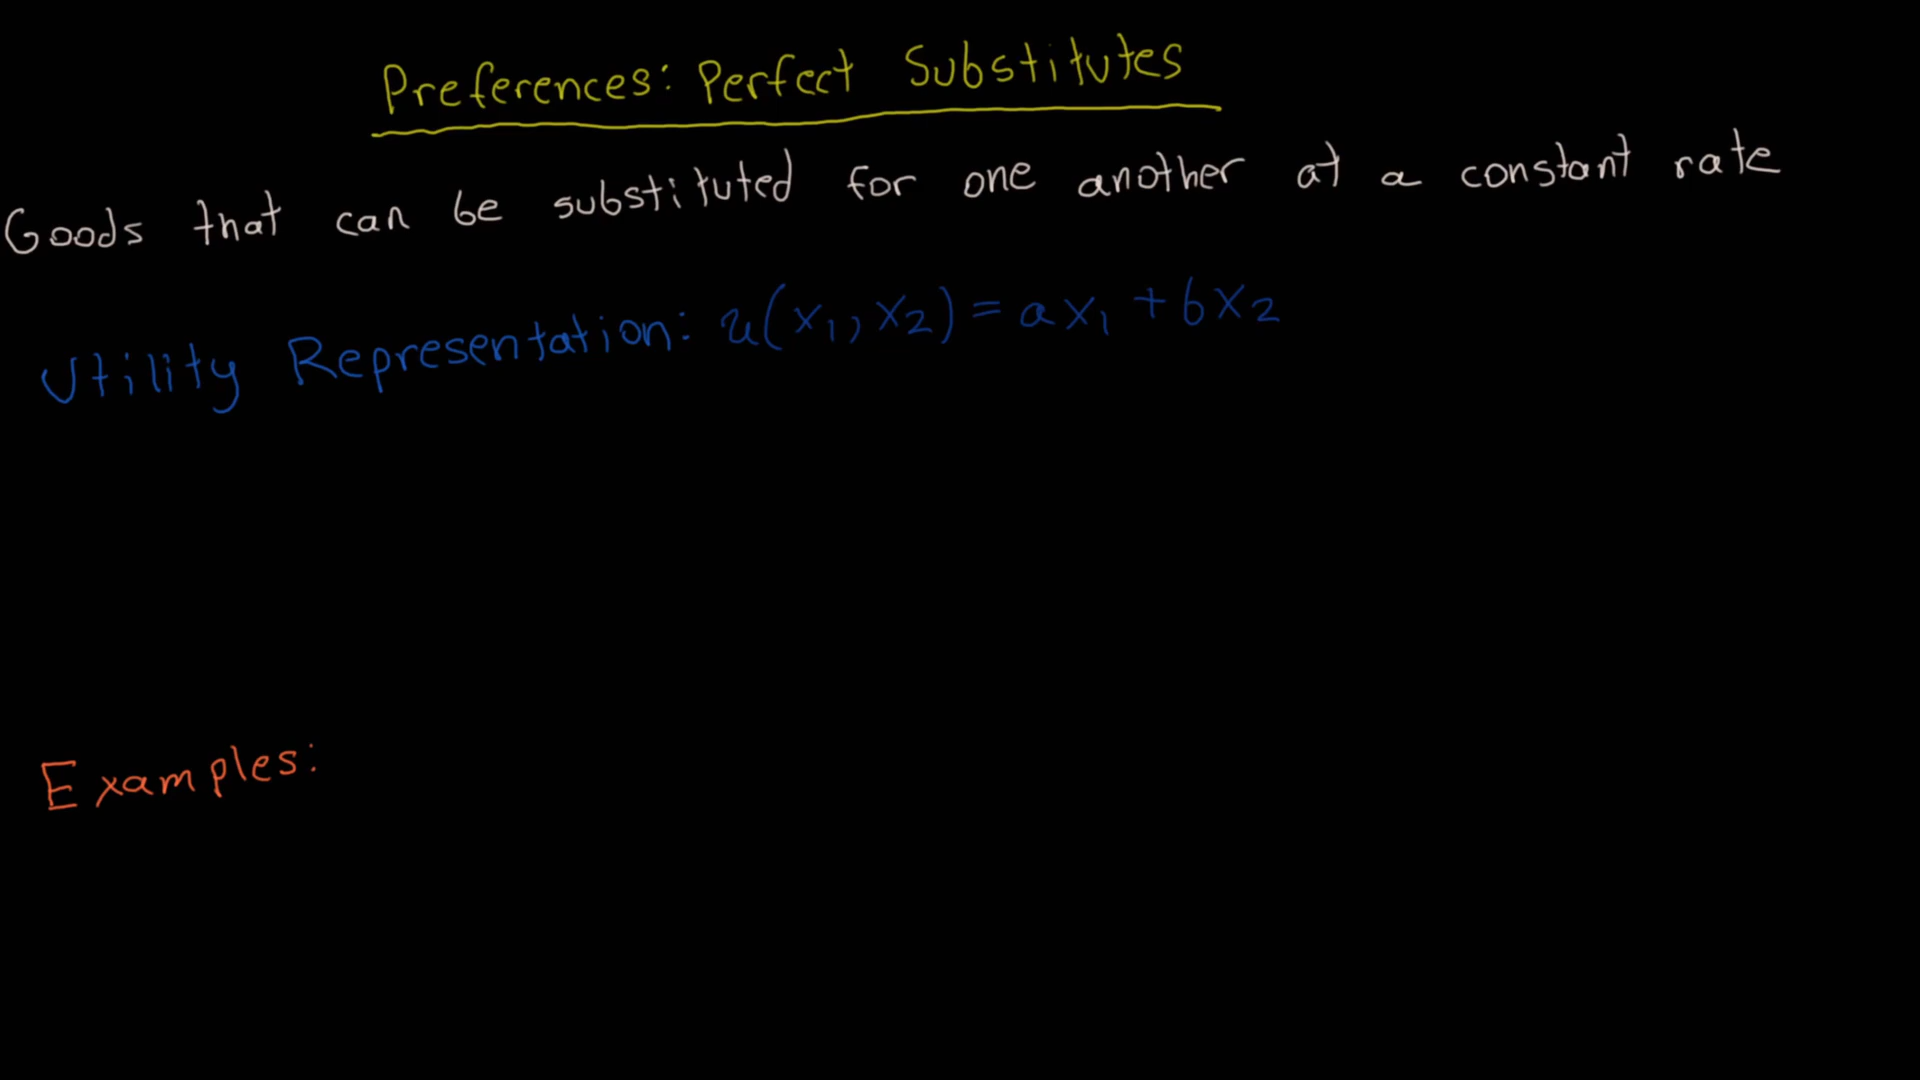 Preferences: Perfect Substitutes
Goods that can be substituted for one another at a constant rate
Utility Representation: u(x₁, x₂) = ax₁ + bx₂
Examples: